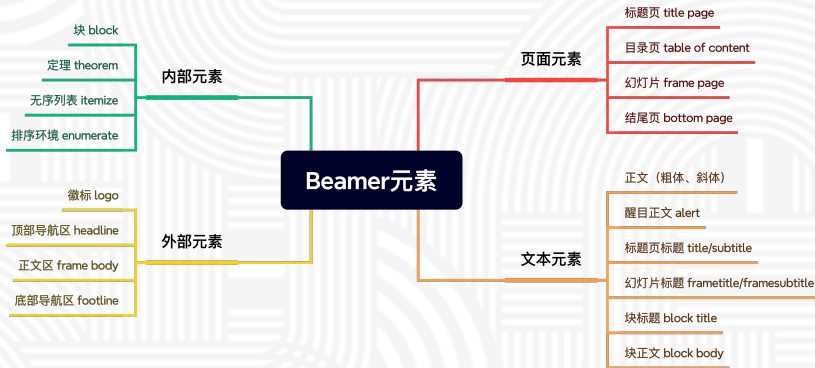 Beamer元素
内部元素
块 block
定理 theorem
无序列表 itemize
排序环境 enumerate
外部元素
徽标 logo
顶部导航区 headline
正文区 frame body
底部导航区 footline
页面元素
标题页 title page
目录页 table of content
幻灯片 frame page
结尾页 bottom page
文本元素
正文（粗体、斜体）
醒目正文 alert
标题页标题 title/subtitle
幻灯片标题 frametitle/framesubtitle
块标题 block title
块正文 block body